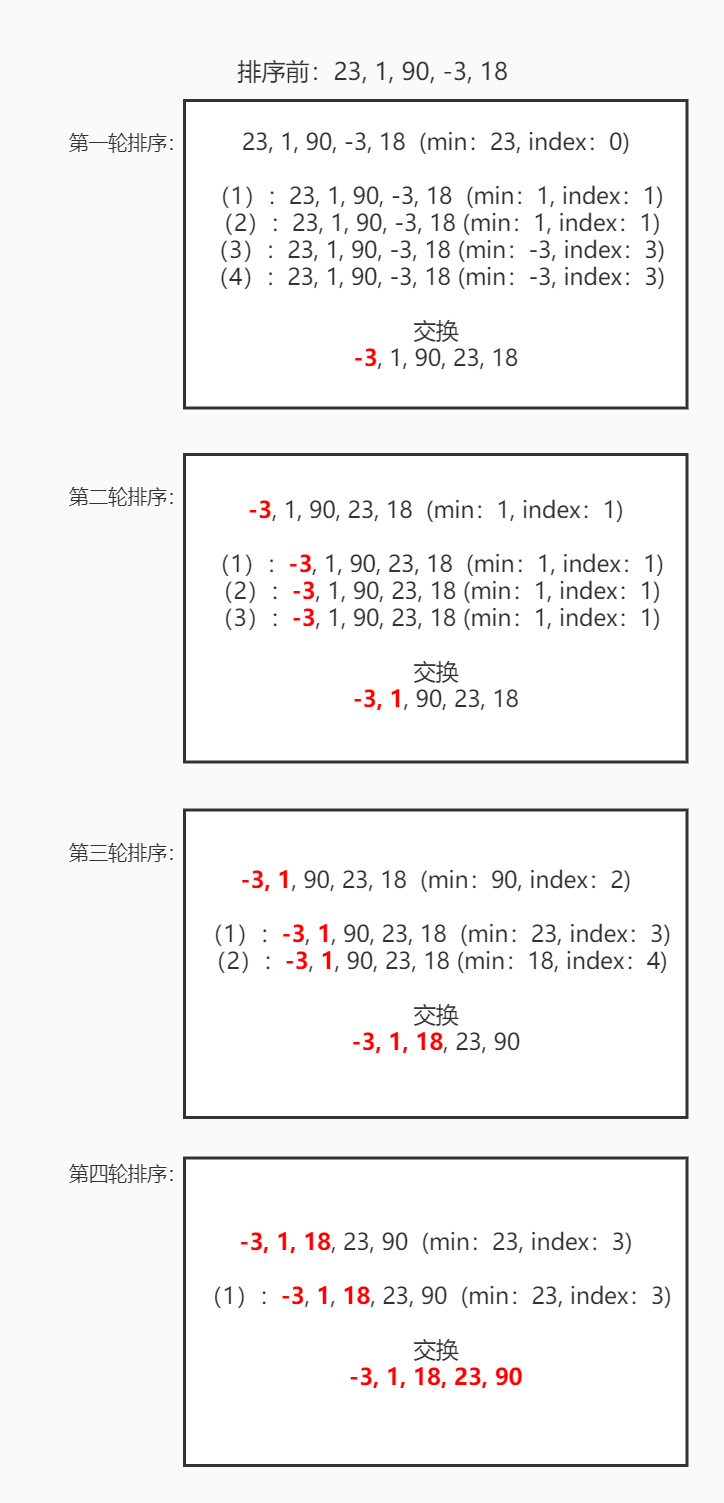 排序前：23, 1, 90, -3, 18
第一轮排序：
23, 1, 90, -3, 18  (min：23, index：0)
（1）：23, 1, 90, -3, 18  (min：1, index：1)
（2）：23, 1, 90, -3, 18 (min：1, index：1)
（3）：23, 1, 90, -3, 18 (min：-3, index：3)
（4）：23, 1, 90, -3, 18 (min：-3, index：3)
交换
-3, 1, 90, 23, 18
第二轮排序：
-3, 1, 90, 23, 18  (min：1, index：1)
（1）：-3, 1, 90, 23, 18  (min：1, index：1)
（2）：-3, 1, 90, 23, 18 (min：1, index：1)
（3）：-3, 1, 90, 23, 18 (min：1, index：1)
交换
-3, 1, 90, 23, 18
第三轮排序：
-3, 1, 90, 23, 18  (min：90, index：2)
（1）：-3, 1, 90, 23, 18  (min：23, index：3)
（2）：-3, 1, 90, 23, 18 (min：18, index：4)
交换
-3, 1, 18, 23, 90
第四轮排序：
-3, 1, 18, 23, 90  (min：23, index：3)
（1）：-3, 1, 18, 23, 90  (min：23, index：3)
交换
-3, 1, 18, 23, 90